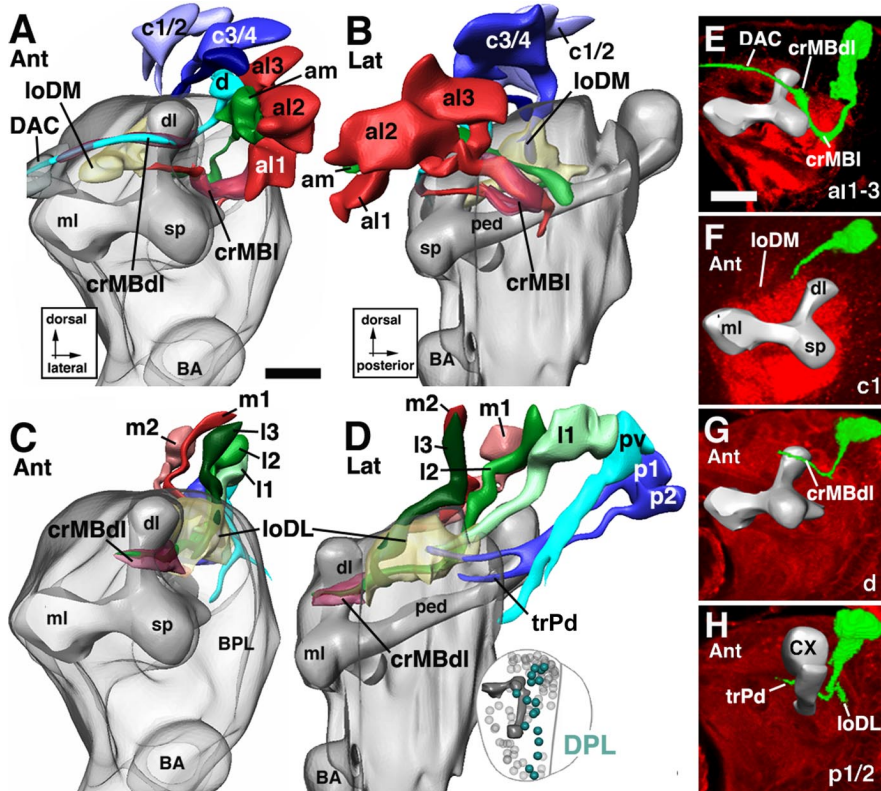 A
Ant
c1/2
c3/4
al3
am
d
loDM
DAC
dl
al2
al1
ml
sp
crMBl
crMBdl
dorsal
lateral
BA
B
Lat
c3/4
c1/2
loDM
al3
al2
am
al1
ped
sp
crMBl
dorsal
posterior
BA
C
Ant
m2
m1
l3
l2
l1
dl
loDL
crMBdl
ml
sp
BPL
BA
D
Lat
m2
m1
l3
l2
l1
pv
p1
p2
dl
ped
trPd
ml
crMBdl
BA
DPL
E
DAC
crMBdl
crMBl
al1-3
F
Ant
loDM
dl
ml
sp
c1
G
Ant
crMBdl
d
H
Ant
CX
trPd
loDL
p1/2